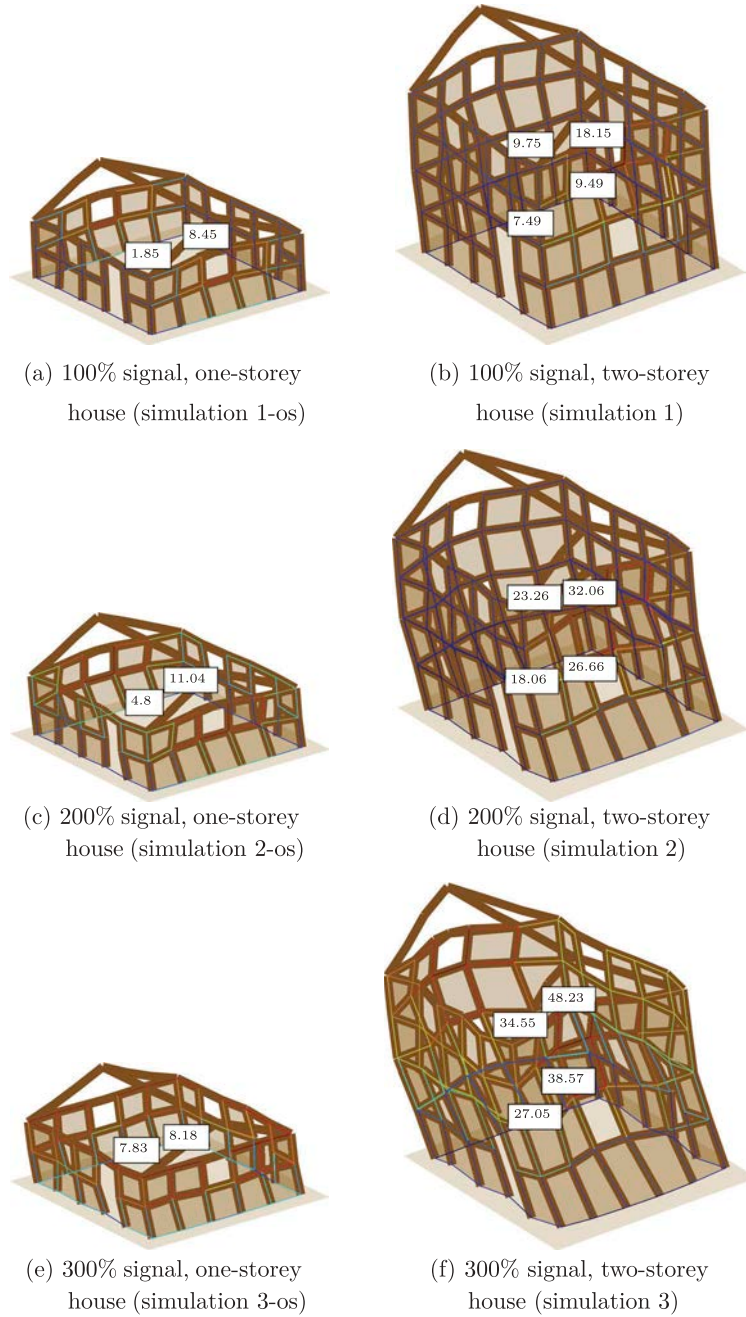 9.75
18.15
9.49
7.49
8.45
1.85
(a) 100% signal, one-storey
house (simulation 1-os)
(b) 100% signal, two-storey
house (simulation 1)
23.26
32.06
18.06
26.66
11.04
4.8
(c) 200% signal, one-storey
house (simulation 2-os)
(d) 200% signal, two-storey
house (simulation 2)
48.23
34.55
38.57
27.05
7.83
8.18
(e) 300% signal, one-storey
house (simulation 3-os)
(f) 300% signal, two-storey
house (simulation 3)